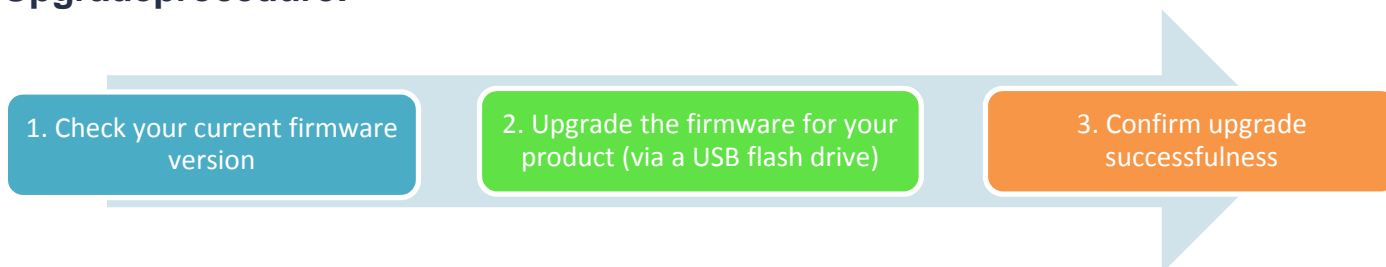 Upgradeprocedure:
1. Check your current firmware
version
2. Upgrade the firmware for your
product (via a USB flash drive)
3. Confirm upgrade
successfulness